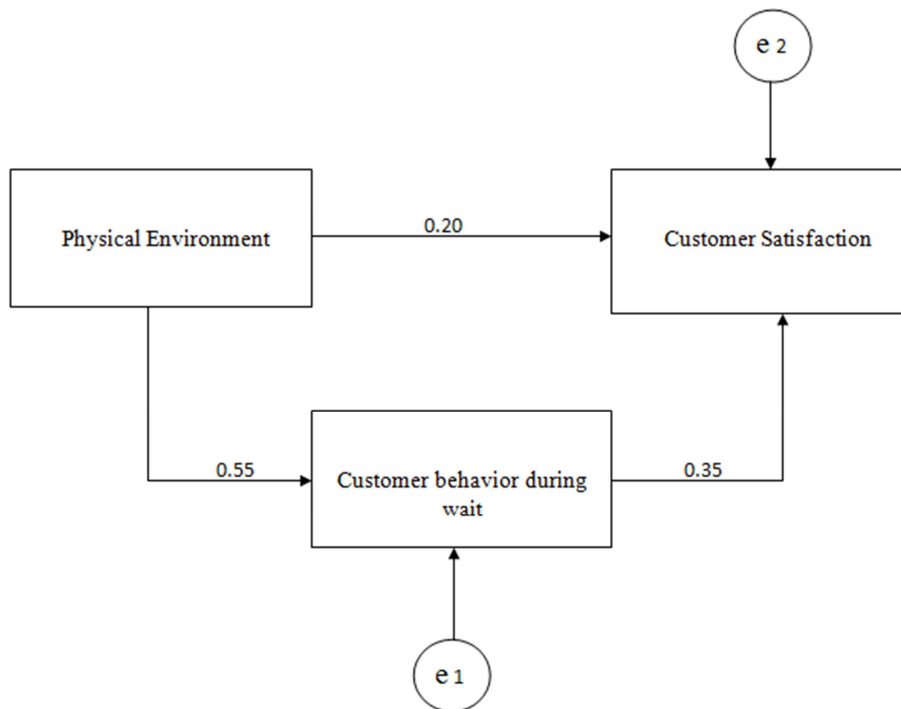 e 2
Physical Environment
0.20
Customer Satisfaction
0.55
Customer behavior during
wait
0.35
e 1